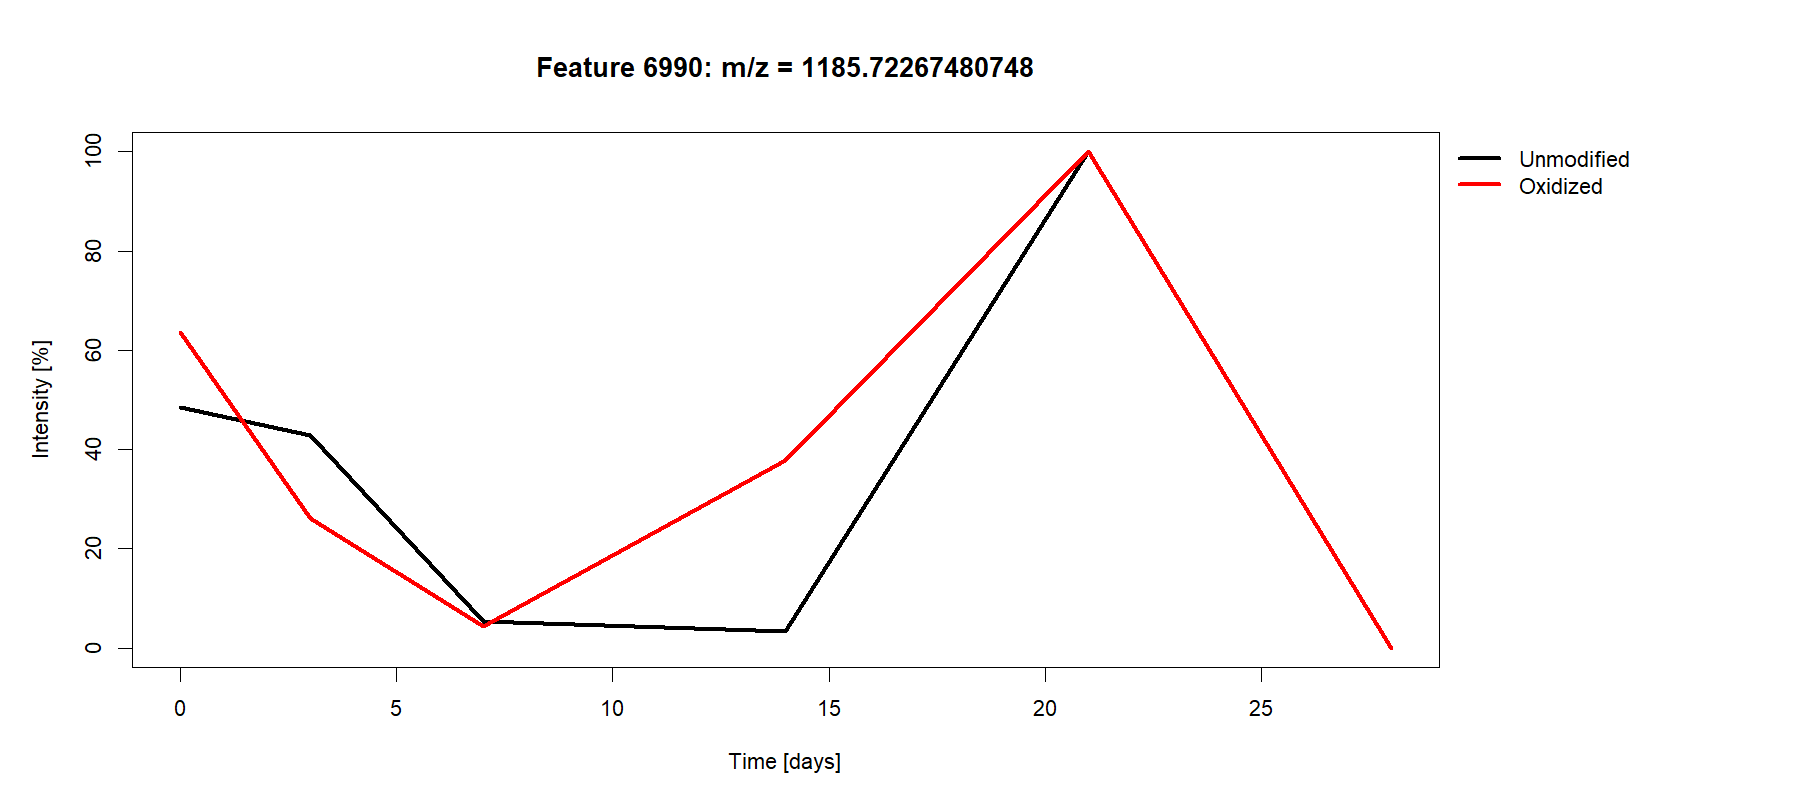 Feature 6990: m/z = 1185.72267480748
Unmodified
Oxidized
Intensity [%]
100
80
60
40
20
0
0 5 10 15 20 25
Time [days]